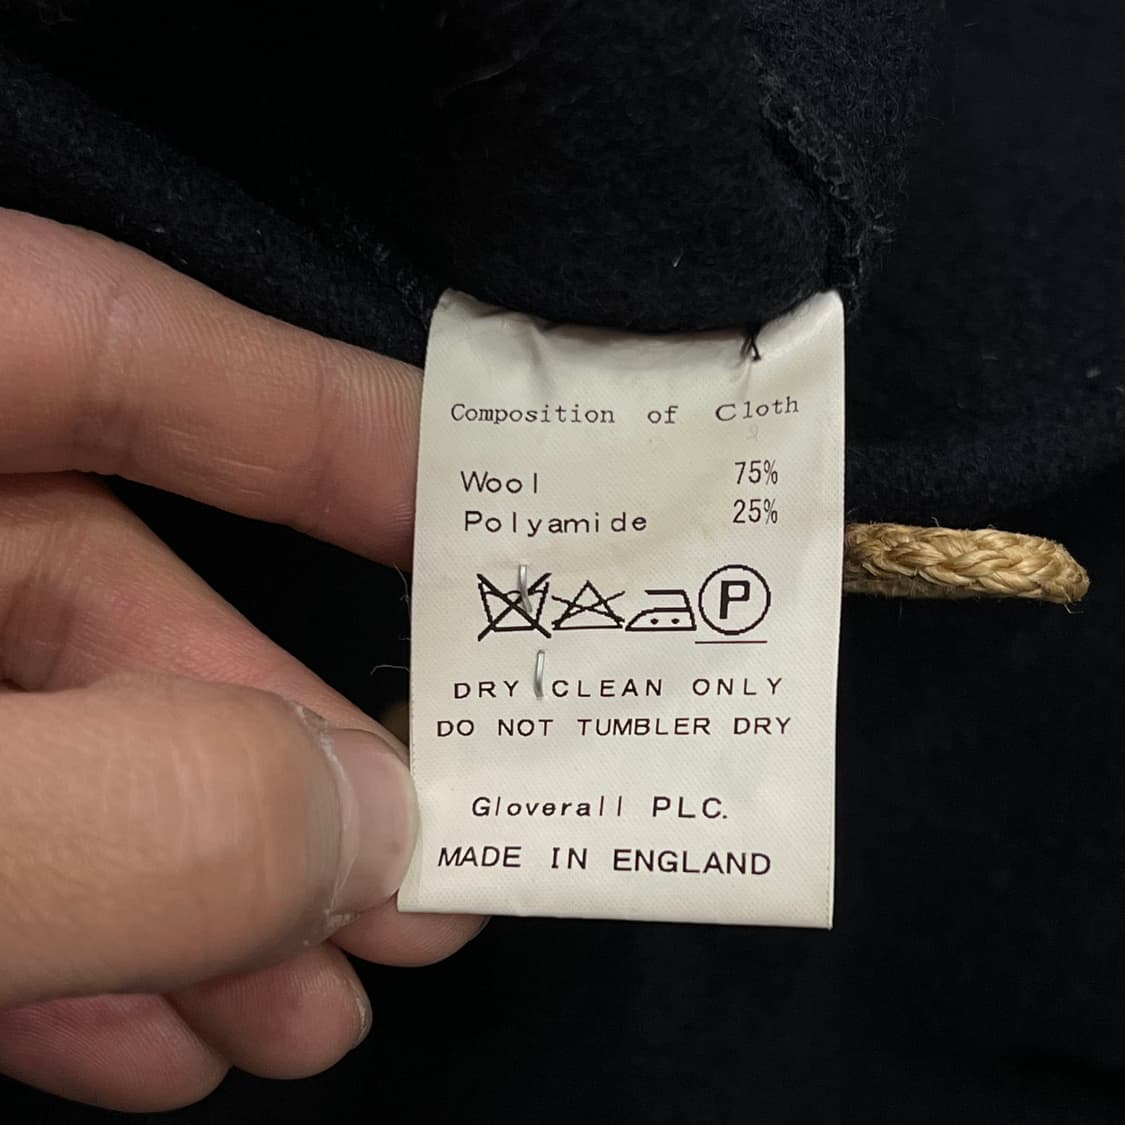 Composition of Cloth
Wool 75%
Polyamide 25%
P
DRY CLEAN ONLY
DO NOT TUMBLER DRY
Gloverall PLC.
MADE IN ENGLAND